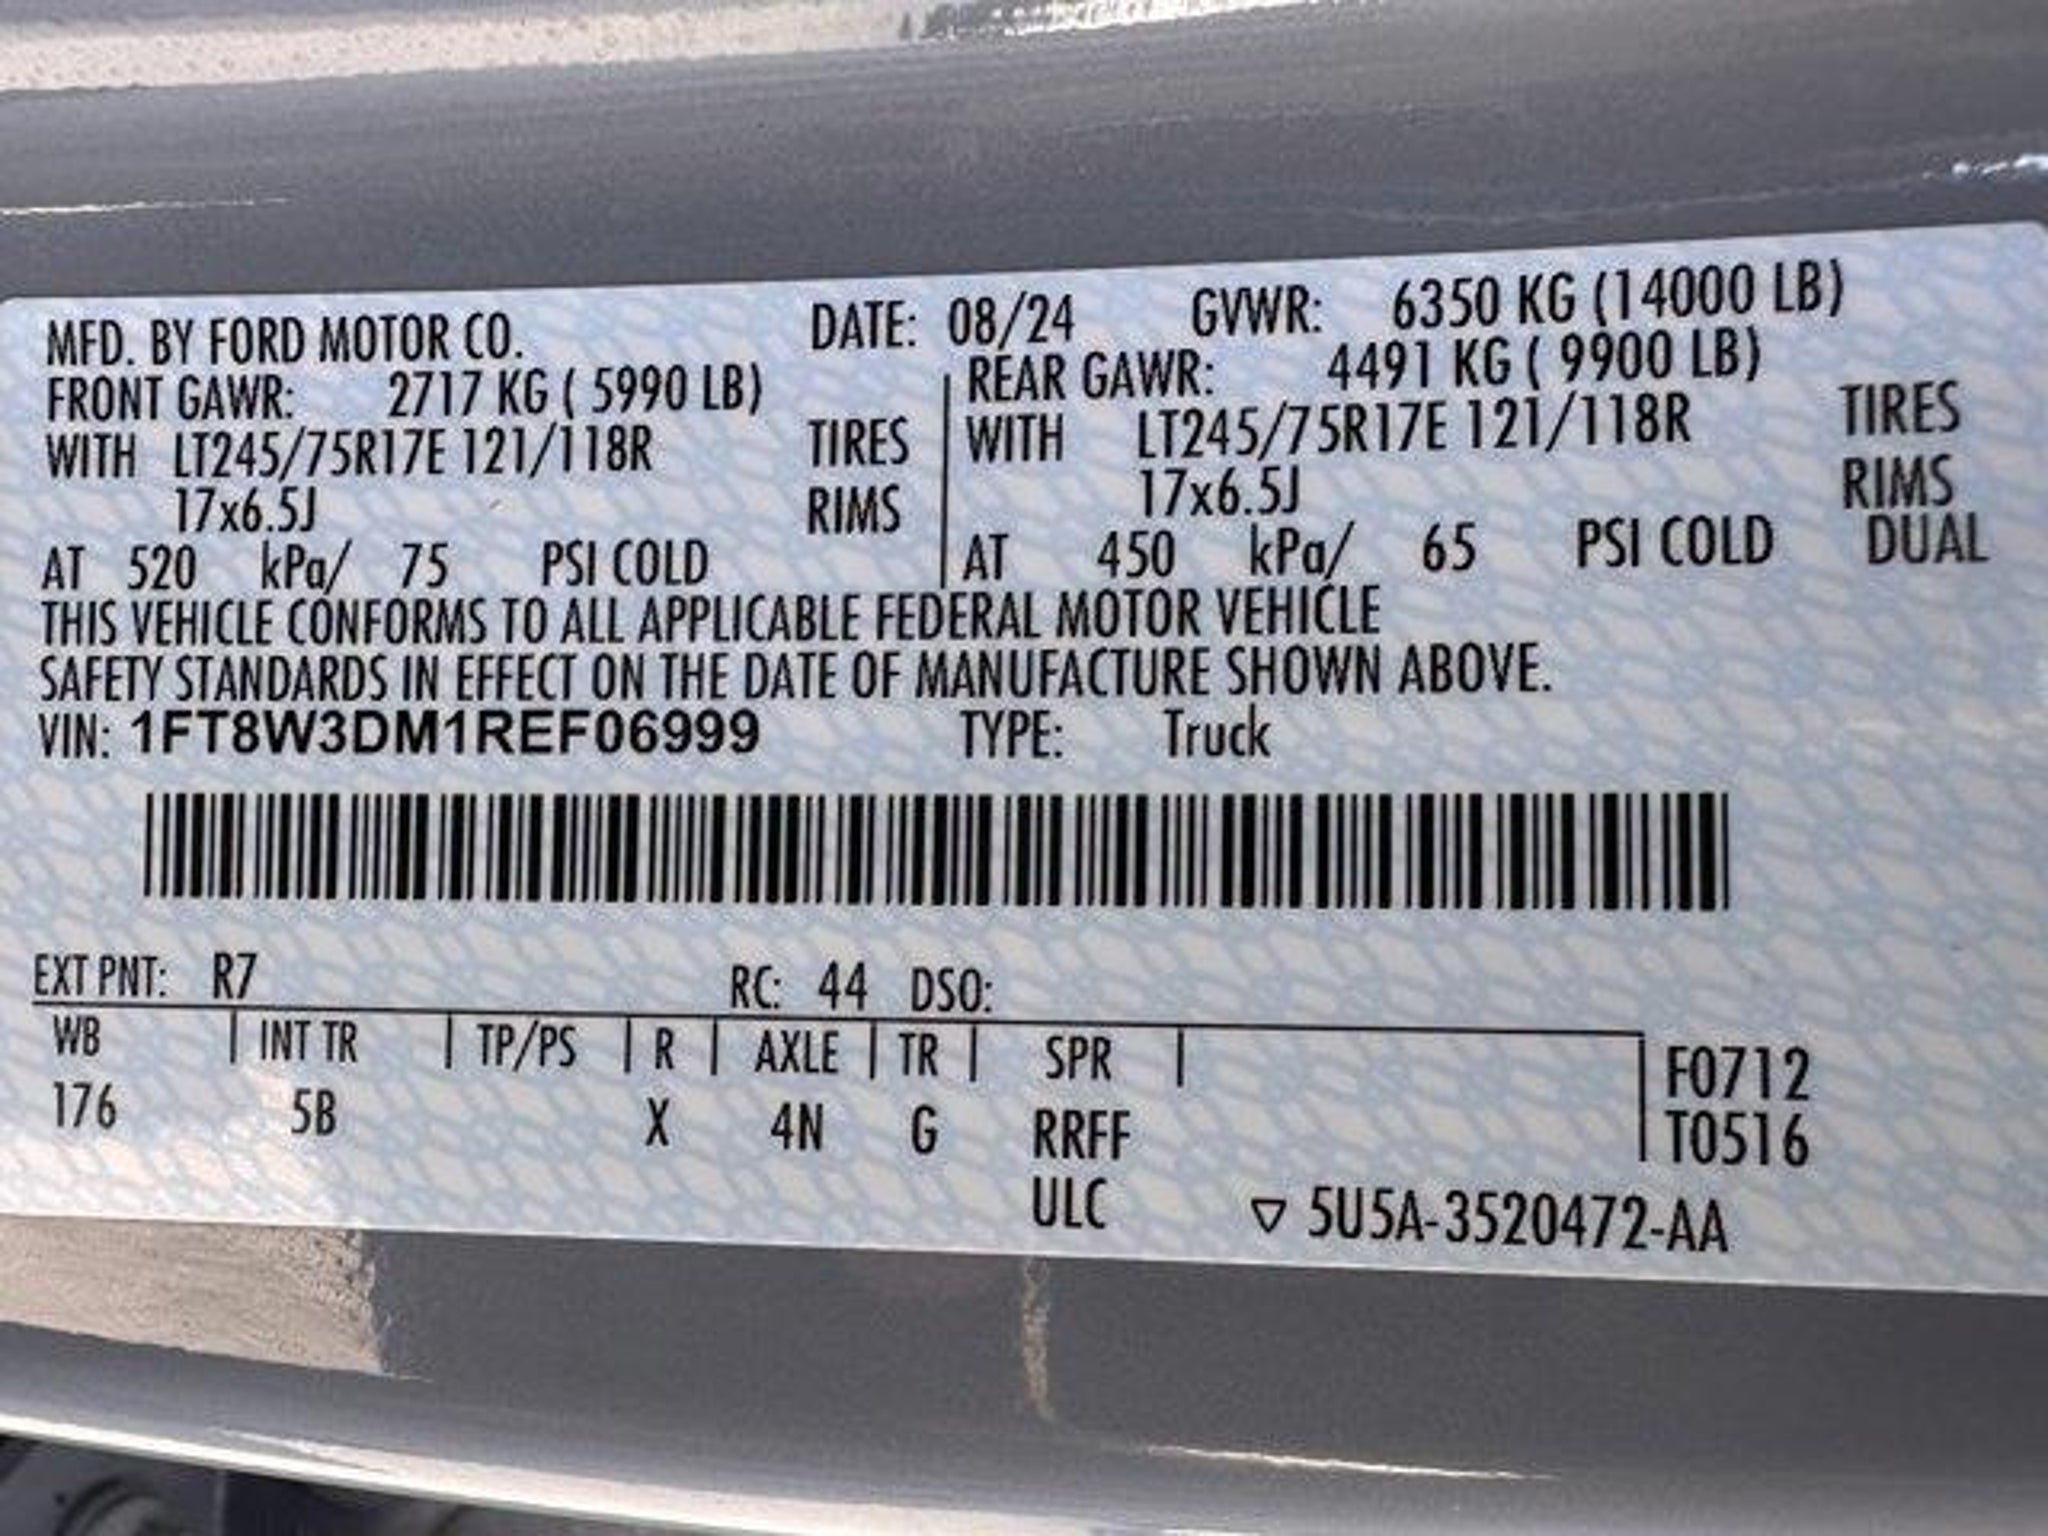 MFD. BY FORD MOTOR CO. DATE: 08/24 GVWR: 6350 KG (14000 LB)
FRONT GAWR: 2717 KG ( 5990 LB) REAR GAWR: 4491 KG ( 9900 LB)
WITH LT245/75R17E 121/118R TIRES WITH LT245/75R17E 121/118R TIRES
17x6.5J RIMS 17x6.5J RIMS
AT 520 kPa/ 75 PSI COLD AT 450 kPa/ 65 PSI COLD DUAL
THIS VEHICLE CONFORMS TO ALL APPLICABLE FEDERAL MOTOR VEHICLE
SAFETY STANDARDS IN EFFECT ON THE DATE OF MANUFACTURE SHOWN ABOVE.
VIN: 1FT8W3DM1REF06999 TYPE: Truck
EXT PNT: R7 RC: 44 DSO:
WB INT TR TP/PS R AXLE TR SPR F0712
176 5B X 4N G RRFF T0516
ULC ▽ 5U5A-3520472-AA